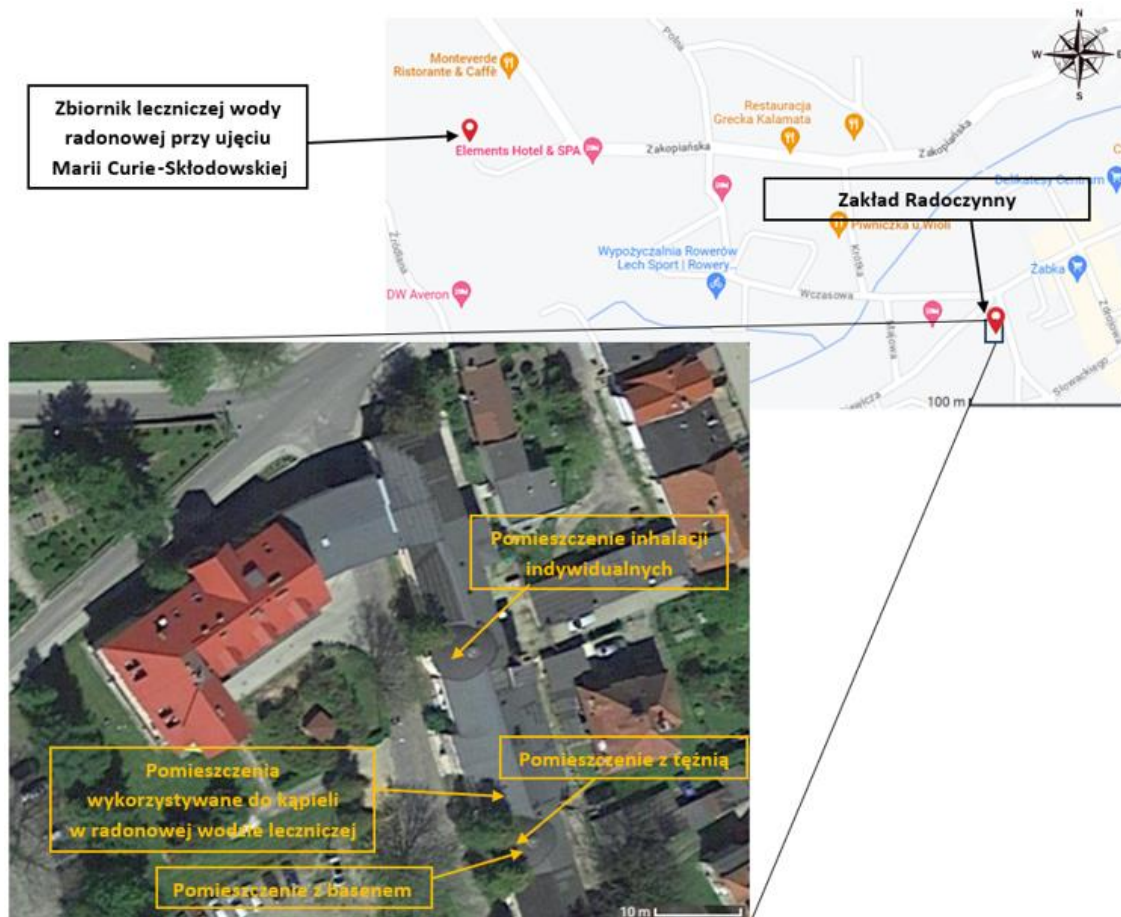 N
W
E
S
Polna
Monteverde
Ristorante & Caffè
Zbiornik leczniczej wody
radonowej przy ujęciu
Marii Curie-Skłodowskiej
Restauracja
Grecka Kalamata
Elements Hotel & SPA
Zakopiańska
Zakopiańska
Delikatesy Centrum
Zakład Radoczynny
Piwniczka u Wioli
Źródlana
Wypożyczalnia Rowerów
Lech Sport | Rowery...
Krótka
Żabka
DW Averon
Wczasowa
Zdrojowa
Majowa
Słowackiego
100 m
Pomieszczenie inhalacji
indywidualnych
Pomieszczenie z tężnią
Pomieszczenia
wykorzystywane do kąpieli
w radonowej wodzie leczniczej
Pomieszczenie z basenem
10 m